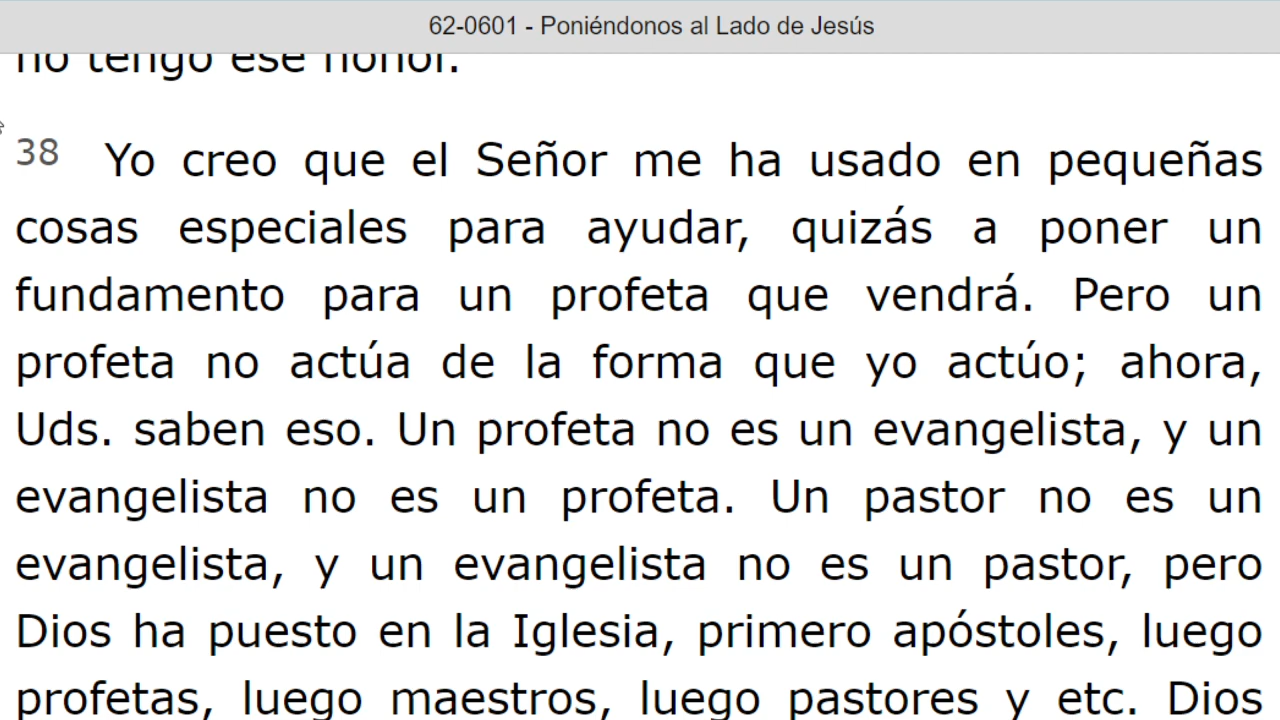 62-0601 - Poniéndonos al Lado de Jesús
no tengo ese honor.
38 Yo creo que el Señor me ha usado en pequeñas
cosas especiales para ayudar, quizás a poner un
fundamento para un profeta que vendrá. Pero un
profeta no actúa de la forma que yo actúo; ahora,
Uds. saben eso. Un profeta no es un evangelista, y un
evangelista no es un profeta. Un pastor no es un
evangelista, y un evangelista no es un pastor, pero
Dios ha puesto en la Iglesia, primero apóstoles, luego
profetas, luego maestros, luego pastores y etc. Dios